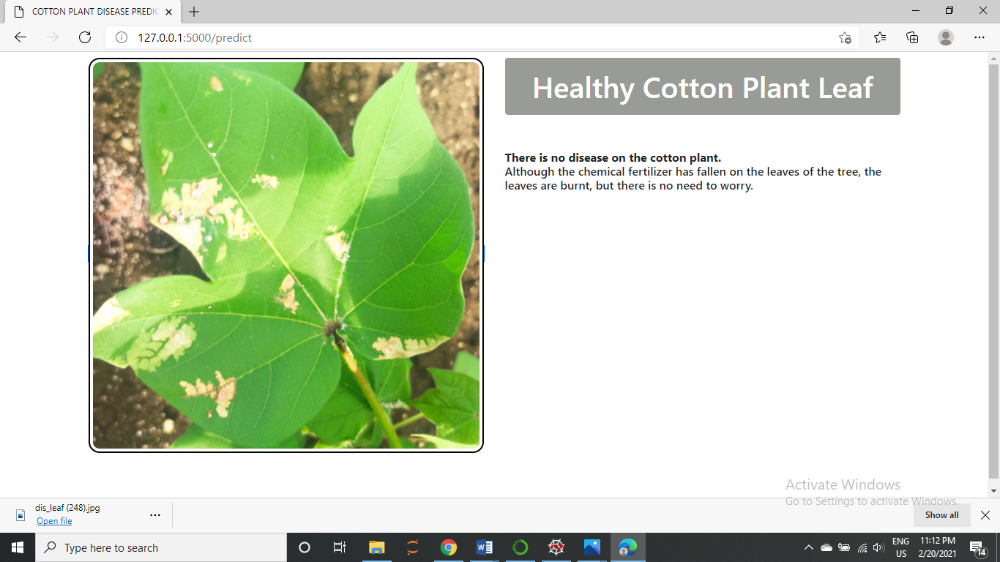 COTTON PLANT DISEASE PREDIC
127.0.0.1:5000/predict
Healthy Cotton Plant Leaf
There is no disease on the cotton plant.
Although the chemical fertilizer has fallen on the leaves of the tree, the
leaves are burnt, but there is no need to worry.
Activate Windows
Go to Settings to activate Windows.
dis_leaf (248).jpg
Open file
Show all
Type here to search
ENG
US
11:12 PM
2/20/2021
14